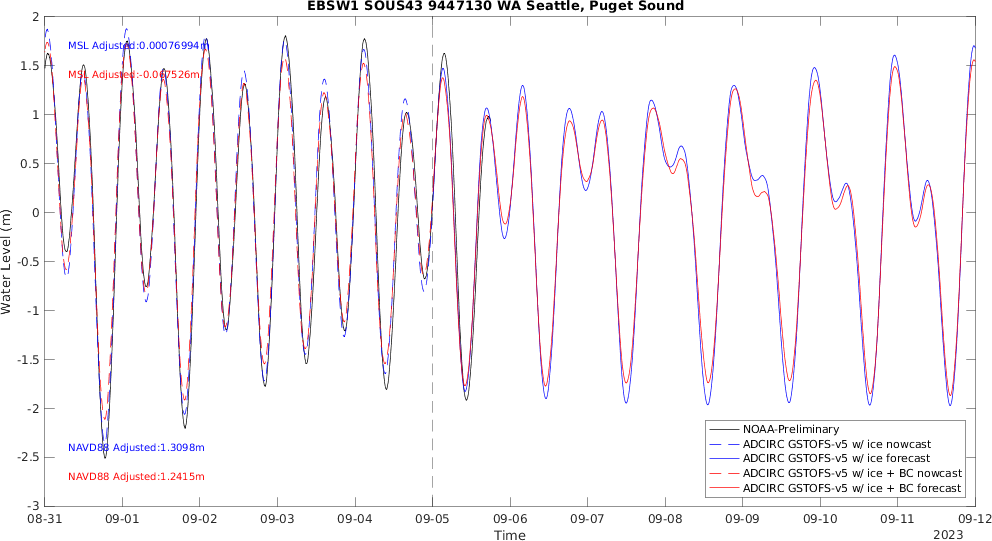 EBSW1 SOUS43 9447130 WA Seattle, Puget Sound
2
1.5
1
0.5
0
-0.5
-1
-1.5
-2
-2.5
-3
Water Level (m)
MSL Adjusted:0.00076994m
MSL Adjusted:-0.067526m
NAVD88 Adjusted:1.3098m
NAVD88 Adjusted:1.2415m
NOAA-Preliminary
ADCIRC GSTOFS-v5 w/ ice nowcast
ADCIRC GSTOFS-v5 w/ ice forecast
ADCIRC GSTOFS-v5 w/ ice + BC nowcast
ADCIRC GSTOFS-v5 w/ ice + BC forecast
08-31 09-01 09-02 09-03 09-04 09-05 09-06 09-07 09-08 09-09 09-10 09-11 09-12
Time
2023